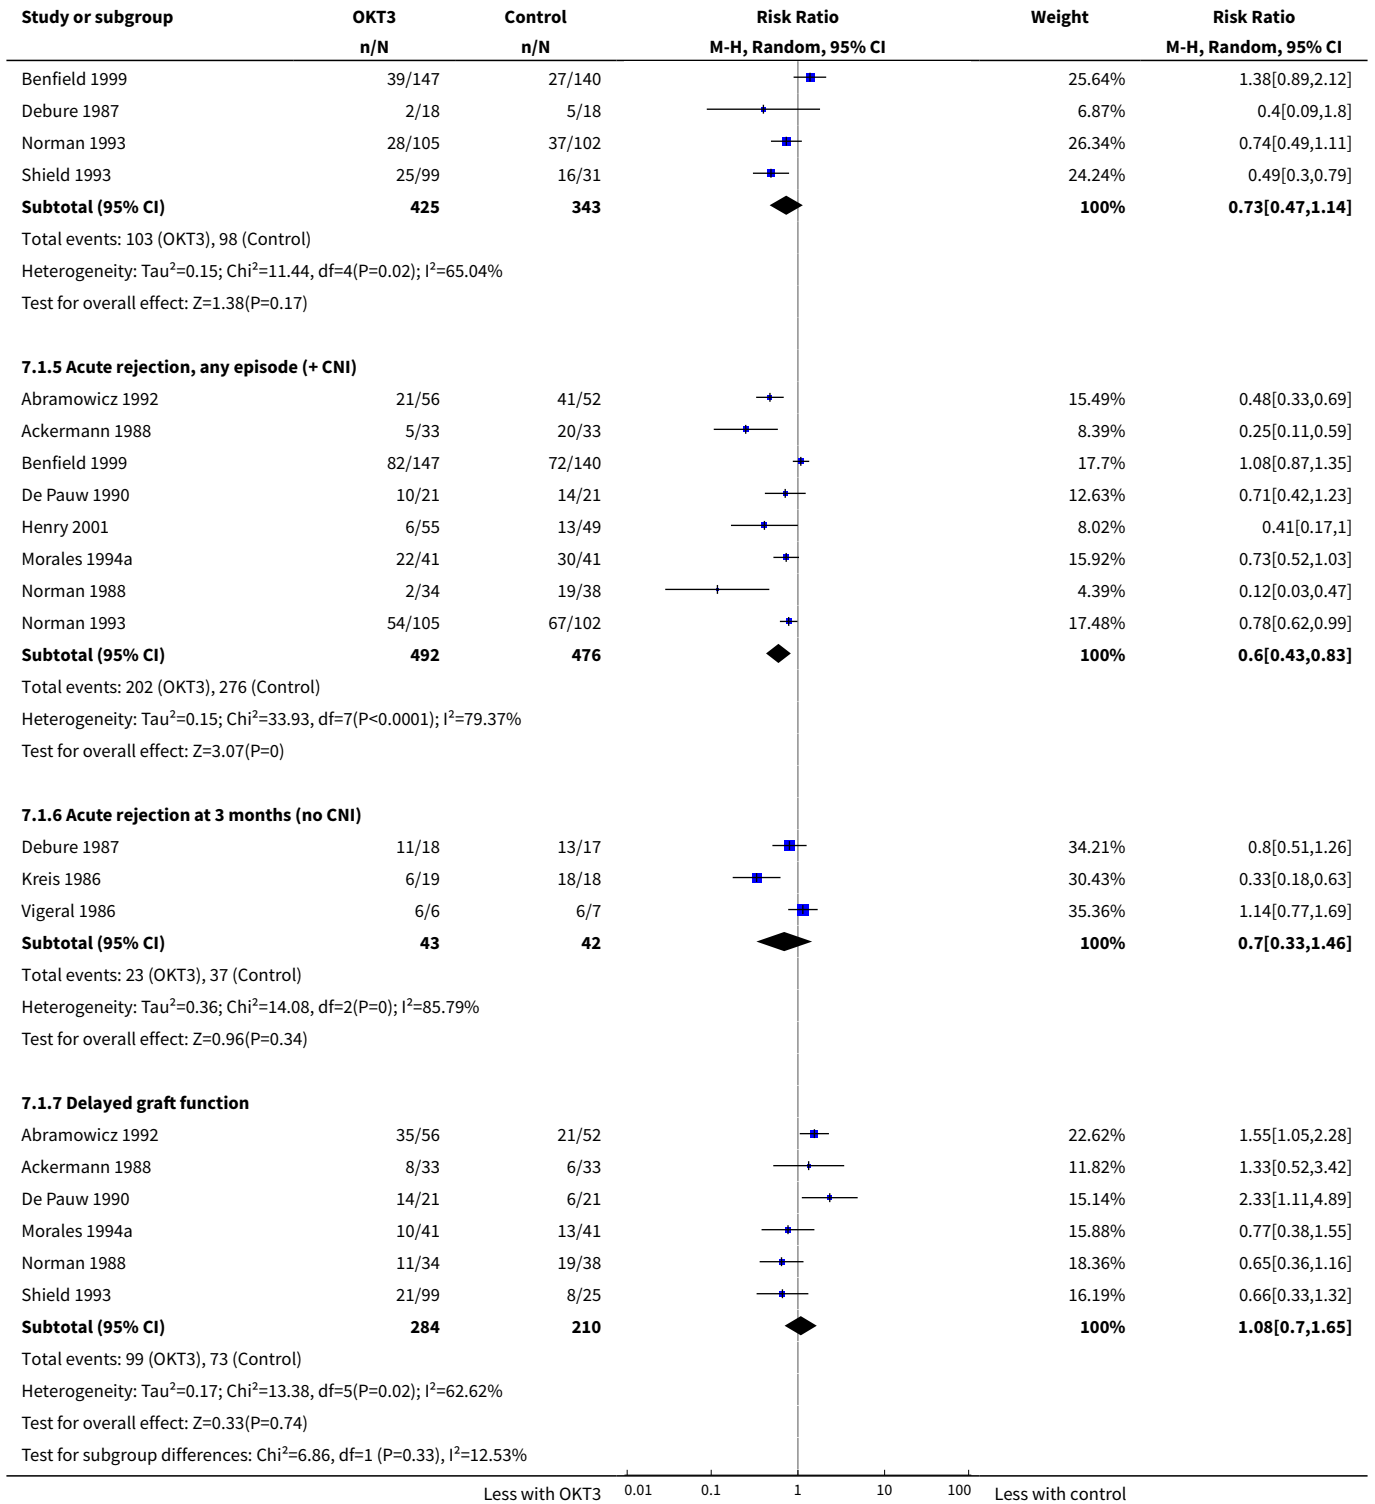 Study or subgroup OKT3 Control Risk Ratio Weight Risk Ratio
n/N n/N M-H, Random, 95% CI M-H, Random, 95% CI
Benfield 1999 39/147 27/140 25.64% 1.38[0.89,2.12]
Debure 1987 2/18 5/18 6.87% 0.4[0.09,1.8]
Norman 1993 28/105 37/102 26.34% 0.74[0.49,1.11]
Shield 1993 25/99 16/31 24.24% 0.49[0.3,0.79]
Subtotal (95% CI) 425 343 100% 0.73[0.47,1.14]
Total events: 103 (OKT3), 98 (Control)
Heterogeneity: Tau²=0.15; Chi²=11.44, df=4(P=0.02); I²=65.04%
Test for overall effect: Z=1.38(P=0.17)
7.1.5 Acute rejection, any episode (+ CNI)
Abramowicz 1992 21/56 41/52 15.49% 0.48[0.33,0.69]
Ackermann 1988 5/33 20/33 8.39% 0.25[0.11,0.59]
Benfield 1999 82/147 72/140 17.7% 1.08[0.87,1.35]
De Pauw 1990 10/21 14/21 12.63% 0.71[0.42,1.23]
Henry 2001 6/55 13/49 8.02% 0.41[0.17,1]
Morales 1994a 22/41 30/41 15.92% 0.73[0.52,1.03]
Norman 1988 2/34 19/38 4.39% 0.12[0.03,0.47]
Norman 1993 54/105 67/102 17.48% 0.78[0.62,0.99]
Subtotal (95% CI) 492 476 100% 0.6[0.43,0.83]
Total events: 202 (OKT3), 276 (Control)
Heterogeneity: Tau²=0.15; Chi²=33.93, df=7(P<0.0001); I²=79.37%
Test for overall effect: Z=3.07(P=0)
7.1.6 Acute rejection at 3 months (no CNI)
Debure 1987 11/18 13/17 34.21% 0.8[0.51,1.26]
Kreis 1986 6/19 18/18 30.43% 0.33[0.18,0.63]
Vigeral 1986 6/6 6/7 35.36% 1.14[0.77,1.69]
Subtotal (95% CI) 43 42 100% 0.7[0.33,1.46]
Total events: 23 (OKT3), 37 (Control)
Heterogeneity: Tau²=0.36; Chi²=14.08, df=2(P=0); I²=85.79%
Test for overall effect: Z=0.96(P=0.34)
7.1.7 Delayed graft function
Abramowicz 1992 35/56 21/52 22.62% 1.55[1.05,2.28]
Ackermann 1988 8/33 6/33 11.82% 1.33[0.52,3.42]
De Pauw 1990 14/21 6/21 15.14% 2.33[1.11,4.89]
Morales 1994a 10/41 13/41 15.88% 0.77[0.38,1.55]
Norman 1988 11/34 19/38 18.36% 0.65[0.36,1.16]
Shield 1993 21/99 8/25 16.19% 0.66[0.33,1.32]
Subtotal (95% CI) 284 210 100% 1.08[0.7,1.65]
Total events: 99 (OKT3), 73 (Control)
Heterogeneity: Tau²=0.17; Chi²=13.38, df=5(P=0.02); I²=62.62%
Test for overall effect: Z=0.33(P=0.74)
Test for subgroup differences: Chi²=6.86, df=1 (P=0.33), I²=12.53%
Less with OKT3 0.01 0.1 1 10 100 Less with control